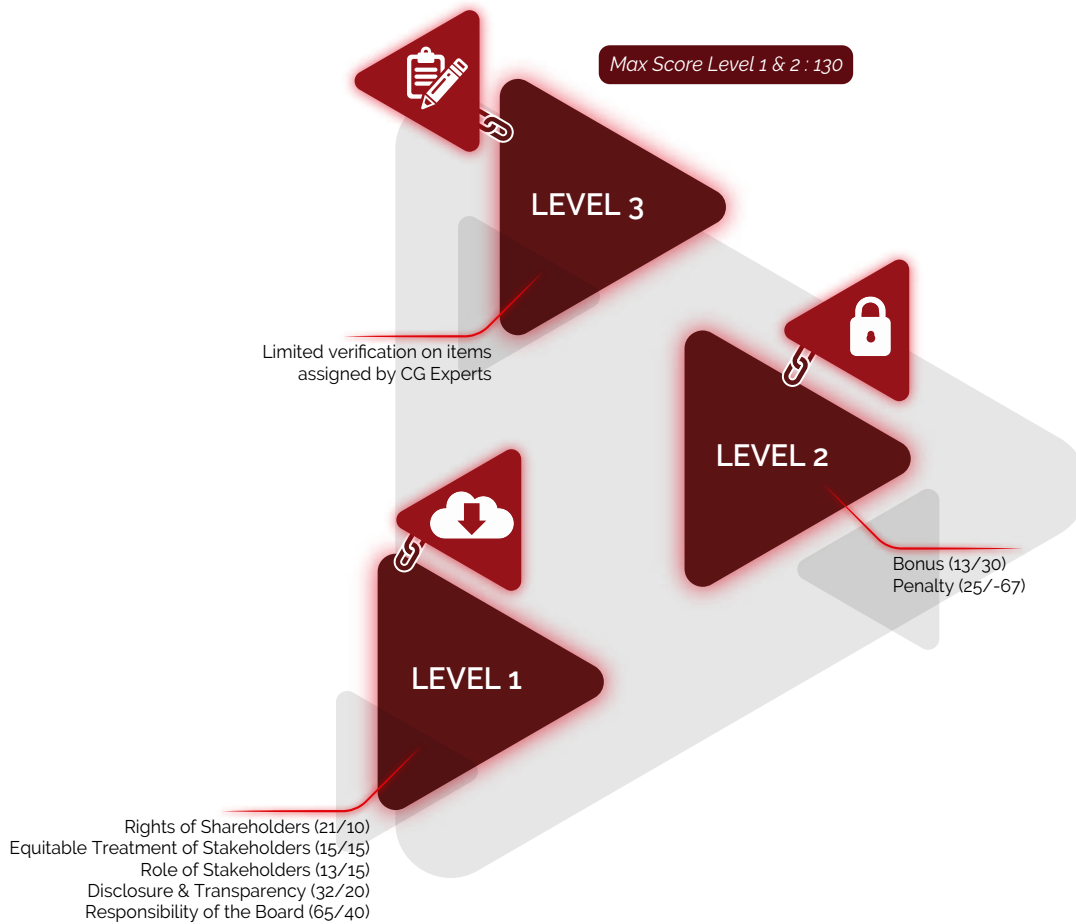 Max Score Level 1 & 2 : 130
LEVEL 3
Limited verification on items
assigned by CG Experts
LEVEL 2
Bonus (13/30)
Penalty (25/-67)
LEVEL 1
Rights of Shareholders (21/10)
Equitable Treatment of Stakeholders (15/15)
Role of Stakeholders (13/15)
Disclosure & Transparency (32/20)
Responsibility of the Board (65/40)